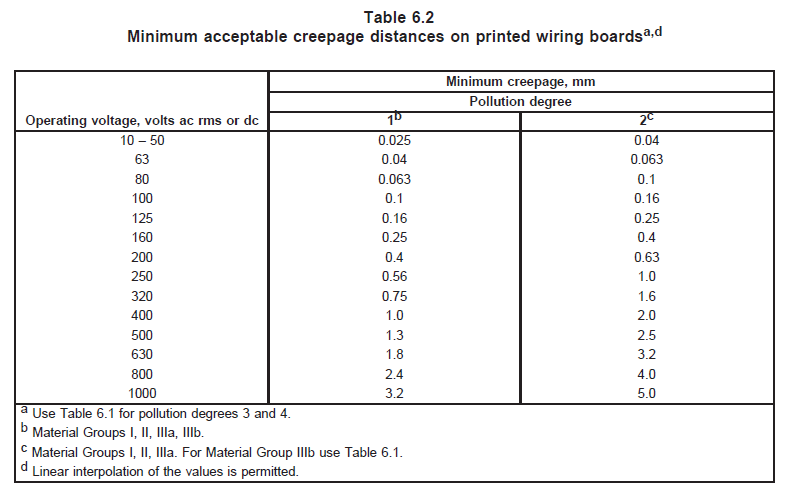 Table 6.2
Minimum acceptable creepage distances on printed wiring boards a,d
Operating voltage, volts ac rms or dc
Minimum creepage, mm
Pollution degree
1b 2c
10 – 50 0.025 0.04
63 0.04 0.063
80 0.063 0.1
100 0.1 0.16
125 0.16 0.25
160 0.25 0.4
200 0.4 0.63
250 0.56 1.0
320 0.75 1.6
400 1.0 2.0
500 1.3 2.5
630 1.8 3.2
800 2.4 4.0
1000 3.2 5.0
a Use Table 6.1 for pollution degrees 3 and 4.
b Material Groups I, II, IIIa, IIIb.
c Material Groups I, II, IIIa. For Material Group IIIb use Table 6.1.
d Linear interpolation of the values is permitted.